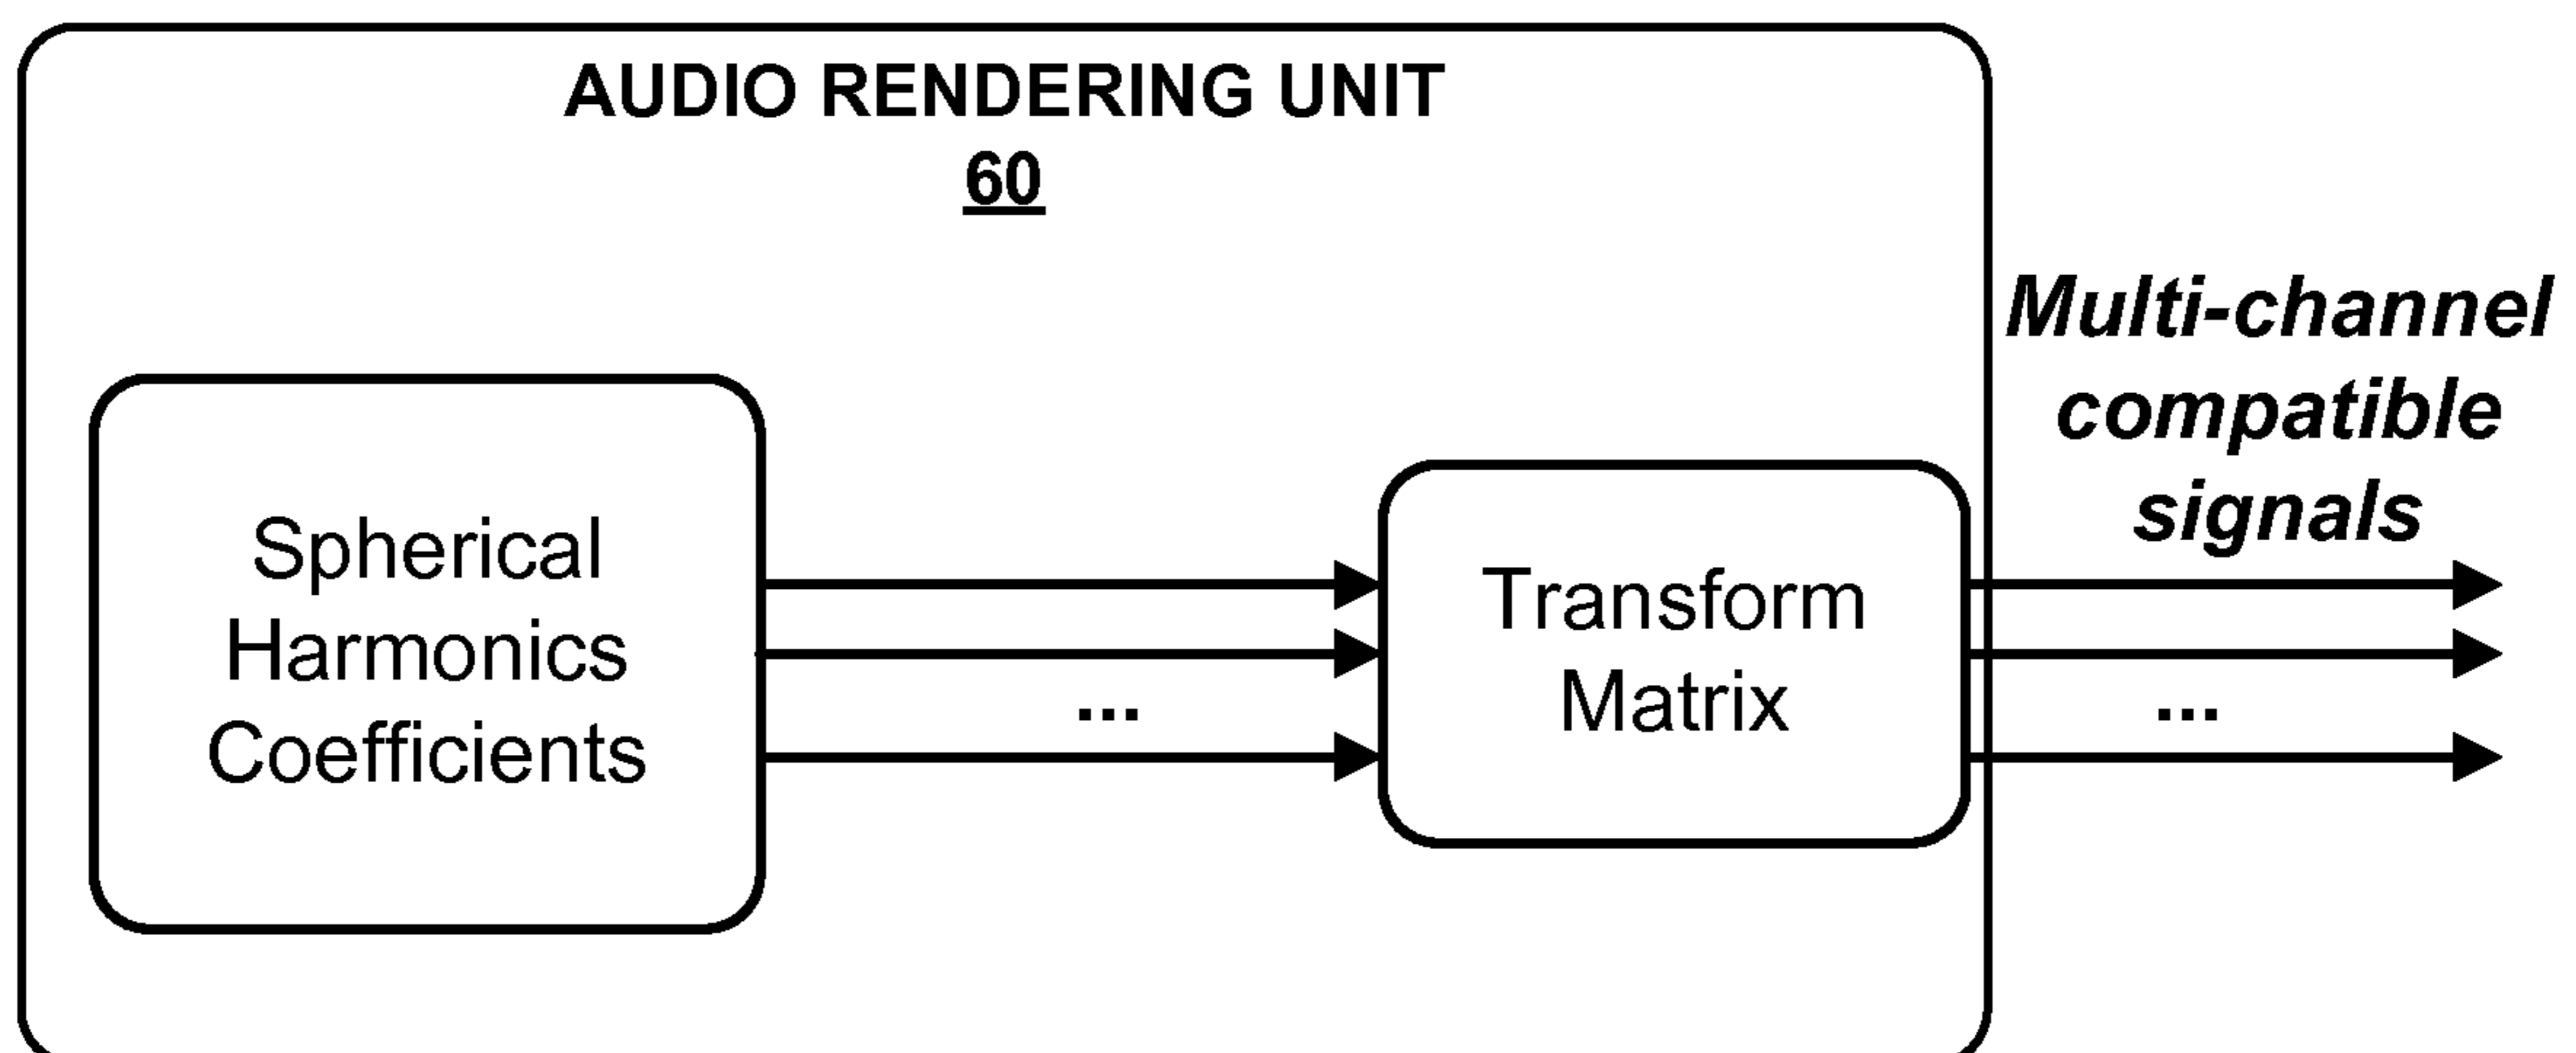 AUDIO RENDERING UNIT
60
Multi-channel
compatible
signals
Spherical
Harmonics
Coefficients
...
Transform
Matrix
...